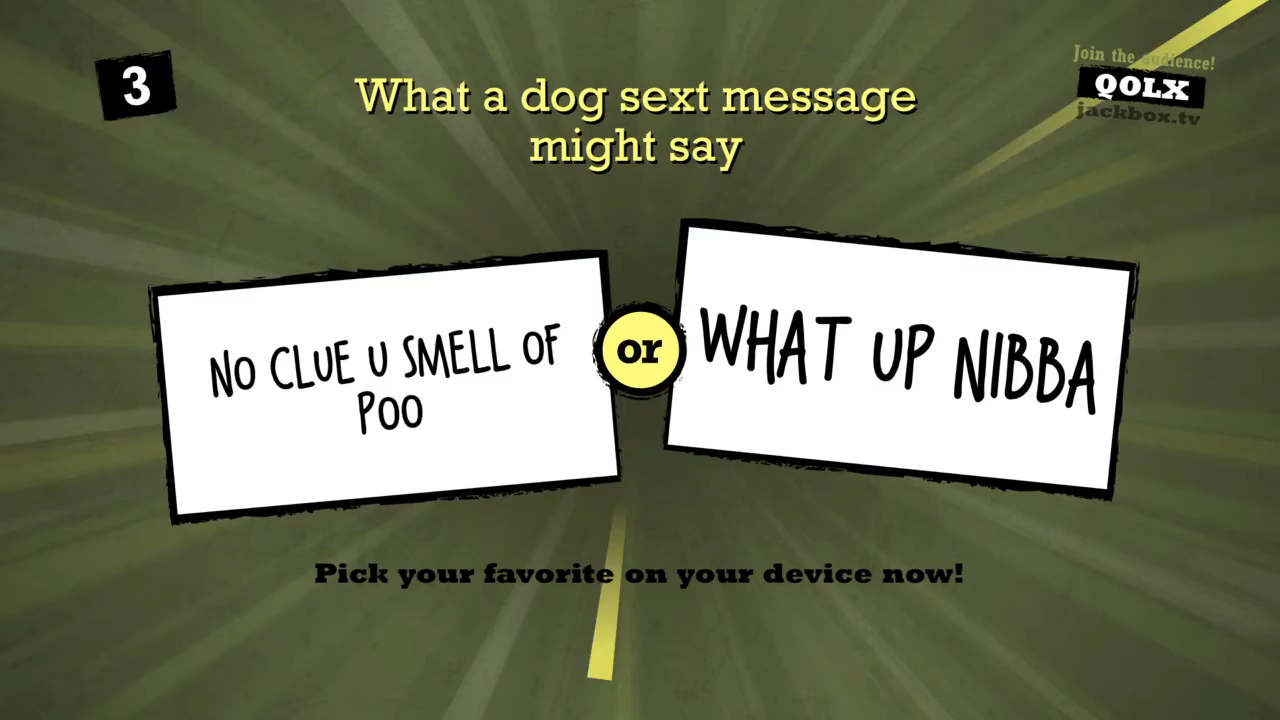 3
What a dog sext message
might say
Join the audience!
QOLX
jackbox.tv
NO CLUE U SMELL OF
POO
or
WHAT UP NIBBA
Pick your favorite on your device now!